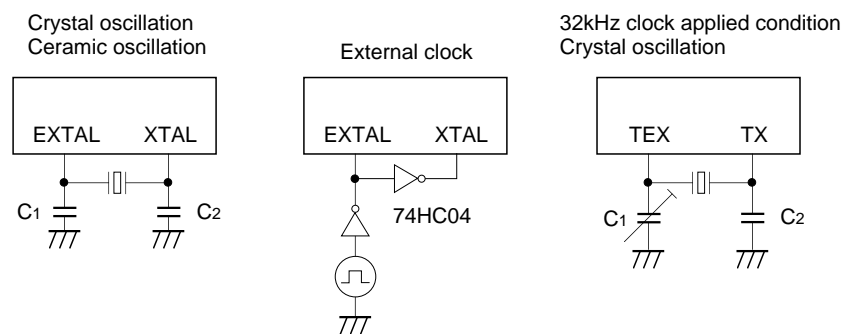 Crystal oscillation
Ceramic oscillation
EXTAL XTAL
C1 C2
External clock
EXTAL XTAL
74HC04
32kHz clock applied condition
Crystal oscillation
TEX TX
C1 C2